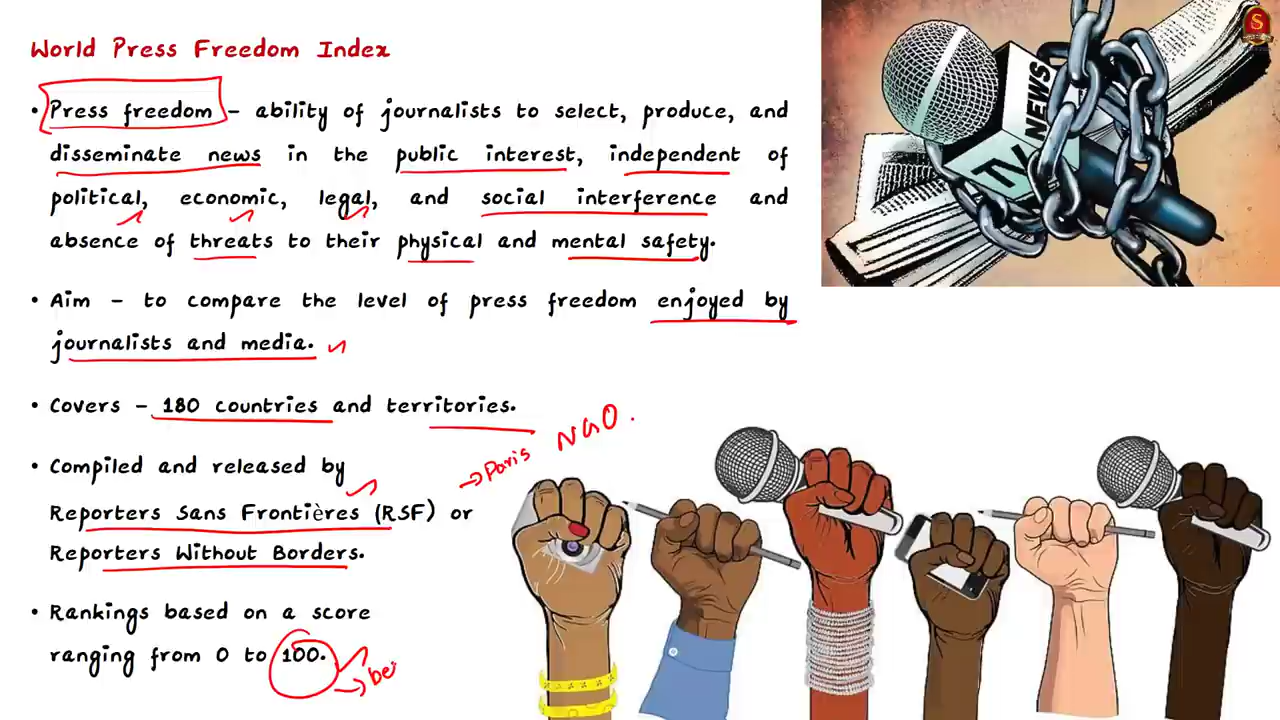 World Press Freedom Index
• Press freedom – ability of journalists to select, produce, and
disseminate news in the public interest, independent of
political, economic, legal, and social interference and
absence of threats to their physical and mental safety.
• Aim – to compare the level of press freedom enjoyed by
journalists and media.
• Covers – 180 countries and territories.
• Compiled and released by
Reporters Sans Frontières (RSF) or
Reporters Without Borders.
→Paris NGO.
• Rankings based on a score
ranging from 0 to 100.
→
NEWS
TV
S